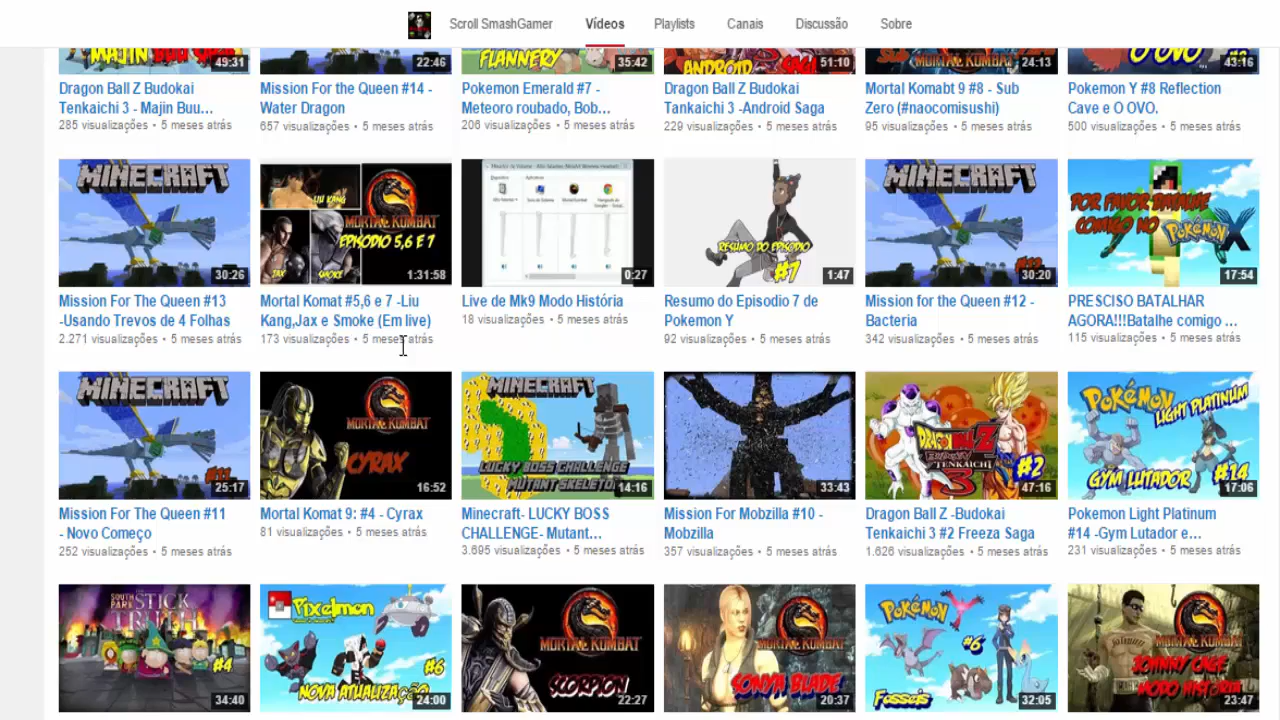 Scroll SmashGamer Vídeos Playlists Canais Discussão Sobre
49:31 22:46 FLANNERY 35:42 51:10 24:13 O OVO 43:16
Dragon Ball Z Budokai
Tenkaichi 3 - Majin Buu...
285 visualizações • 5 meses atrás
Mission For the Queen #14 -
Water Dragon
657 visualizações • 5 meses atrás
Pokemon Emerald #7 -
Meteoro roubado, Bob...
206 visualizações • 5 meses atrás
Dragon Ball Z Budokai
Tankaichi 3 -Android Saga
229 visualizações • 5 meses atrás
Mortal Komabt 9 #8 - Sub
Zero (#naocomisushi)
95 visualizações • 5 meses atrás
Pokemon Y #8 Reflection
Cave e O OVO.
500 visualizações • 5 meses atrás
MINECRAFT
30:26
Mission For The Queen #13
-Usando Trevos de 4 Folhas
2.271 visualizações • 5 meses atrás
LIU KANG
MORTAL KOMBAT
EPISODIO 5,6 E 7
JAX SMOKE
1:31:58
Mortal Komat #5,6 e 7 -Liu
Kang,Jax e Smoke (Em live)
173 visualizações • 5 meses atrás
0:27
Live de Mk9 Modo História
18 visualizações • 5 meses atrás
RESUMO DO EPISODIO
#7
1:47
Resumo do Episodio 7 de
Pokemon Y
92 visualizações • 5 meses atrás
MINECRAFT
#12
30:20
Mission for the Queen #12 -
Bacteria
342 visualizações • 5 meses atrás
POR FAVOR BATALHE
COMIGO NO POKéMON X
17:54
PRESCISO BATALHAR
AGORA!!!Batalhe comigo ...
115 visualizações • 5 meses atrás
MINECRAFT
#11
25:17
Mission For The Queen #11
- Novo Começo
252 visualizações • 5 meses atrás
MORTAL KOMBAT
CYRAX
16:52
Mortal Komat 9: #4 - Cyrax
81 visualizações • 5 meses atrás
MINECRAFT
LUCKY BOSS CHALLENGE
MUTANT SKELETON
14:16
Minecraft- LUCKY BOSS
CHALLENGE- Mutant...
3.695 visualizações • 5 meses atrás
33:43
Mission For Mobzilla #10 -
Mobzilla
357 visualizações • 5 meses atrás
DRAGON BALL Z
BUDOKAI
TENKAICHI
3
#2
47:16
Dragon Ball Z -Budokai
Tenkaichi 3 #2 Freeza Saga
1.626 visualizações • 5 meses atrás
POKéMON
LIGHT PLATINUM
GYM LUTADOR #14
17:06
Pokemon Light Platinum
#14 -Gym Lutador e...
231 visualizações • 5 meses atrás
SOUTH PARK STICK
TRUTH
#4
34:40
Pixelmon
#6
NOVA ATUALIZAÇÃO
24:00
MORTAL KOMBAT
SCORPION
22:27
MORTAL KOMBAT
SONYA BLADE
20:37
POKéMON
#6
Fosseis
32:05
MORTAL KOMBAT
JOHNNY CAGE
MODO HISTORIA
23:47